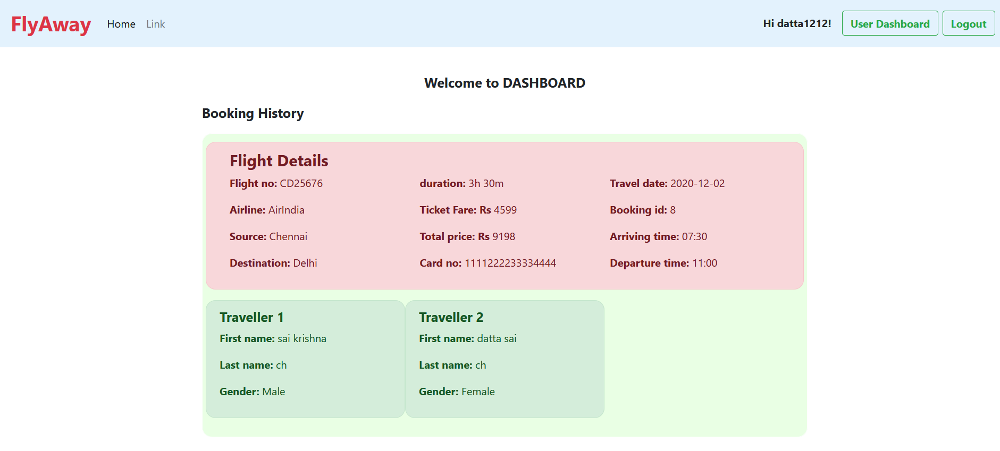 FlyAway Home Link Hi datta1212! User Dashboard Logout
Welcome to DASHBOARD
Booking History
Flight Details
Flight no: CD25676 duration: 3h 30m Travel date: 2020-12-02
Airline: AirIndia Ticket Fare: Rs 4599 Booking id: 8
Source: Chennai Total price: Rs 9198 Arriving time: 07:30
Destination: Delhi Card no: 1111222233334444 Departure time: 11:00
Traveller 1 Traveller 2
First name: sai krishna First name: datta sai
Last name: ch Last name: ch
Gender: Male Gender: Female